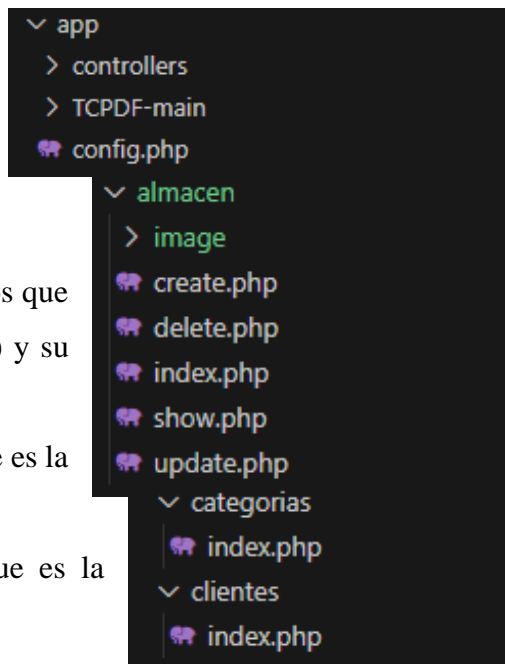 app
controllers
TCPDF-main
config.php
almacen
image
create.php
que
delete.php
y su
index.php
show.php
es la
update.php
categorias
index.php
es la
clientes
index.php